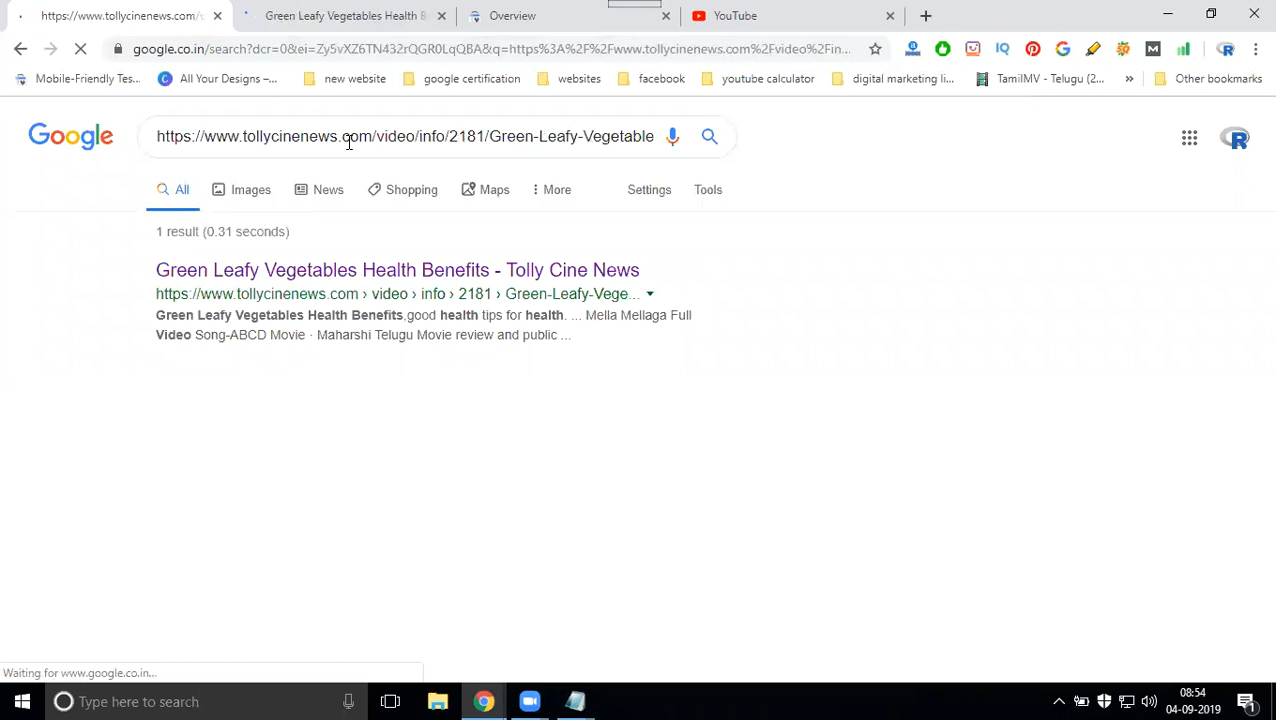 https://www.tollycinenews.com/v
Green Leafy Vegetables Health B
Overview
YouTube
google.co.in/search?dcr=0&ei=Zy5vXZ6TN432rQGR0LqQBA&q=https%3A%2F%2Fwww.tollycinenews.com%2Fvideo%2Fin...
Mobile-Friendly Tes...
All Your Designs –...
new website
google certification
websites
facebook
youtube calculator
digital marketing li...
TamilMV - Telugu (2...
»
Other bookmarks
Google
https://www.tollycinenews.com/video/info/2181/Green-Leafy-Vegetable
All
Images
News
Shopping
Maps
More
Settings
Tools
1 result (0.31 seconds)
Green Leafy Vegetables Health Benefits - Tolly Cine News
https://www.tollycinenews.com › video › info › 2181 › Green-Leafy-Vege...
Green Leafy Vegetables Health Benefits,good health tips for health. ... Mella Mellaga Full
Video Song-ABCD Movie · Maharshi Telugu Movie review and public ...
Waiting for www.google.co.in...
Type here to search
08:54
04-09-2019
1